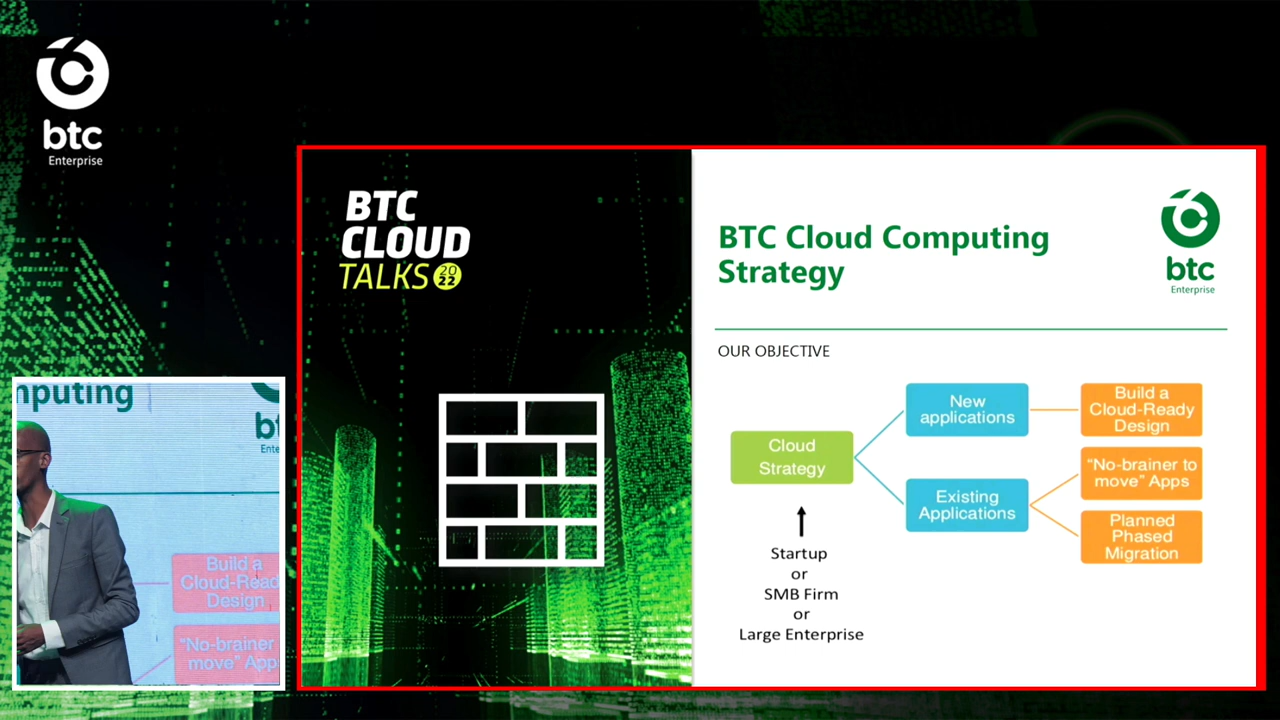 btc
Enterprise
BTC
CLOUD
TALKS 2022
BTC Cloud Computing
Strategy
btc
Enterprise
OUR OBJECTIVE
Cloud
Strategy
New
applications
Existing
Applications
Build a
Cloud-Ready
Design
“No-brainer to
move” Apps
Planned
Phased
Migration
Startup
or
SMB Firm
or
Large Enterprise
nputing
bt
Ente
Build a
Cloud-Read
Design
“No-brainer
move” App